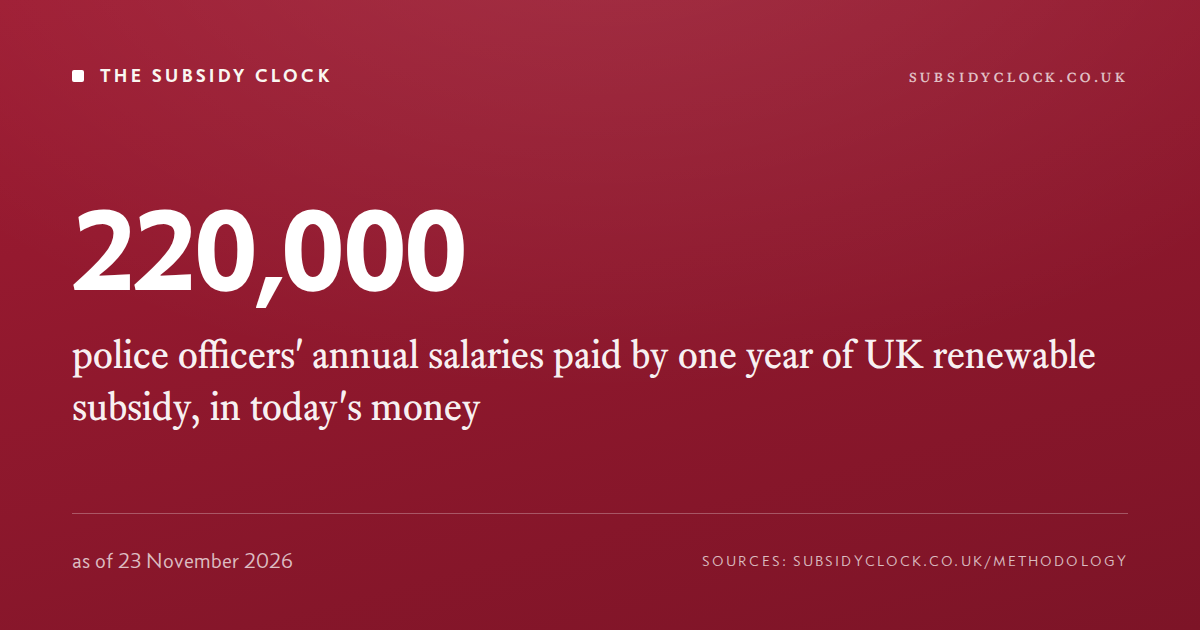 THE SUBSIDY CLOCK
SUBSIDYCLOCK.CO.UK
220,000
police officers' annual salaries paid by one year of UK renewable
subsidy, in today's money
as of 23 November 2026
SOURCES: SUBSIDYCLOCK.CO.UK/METHODOLOGY